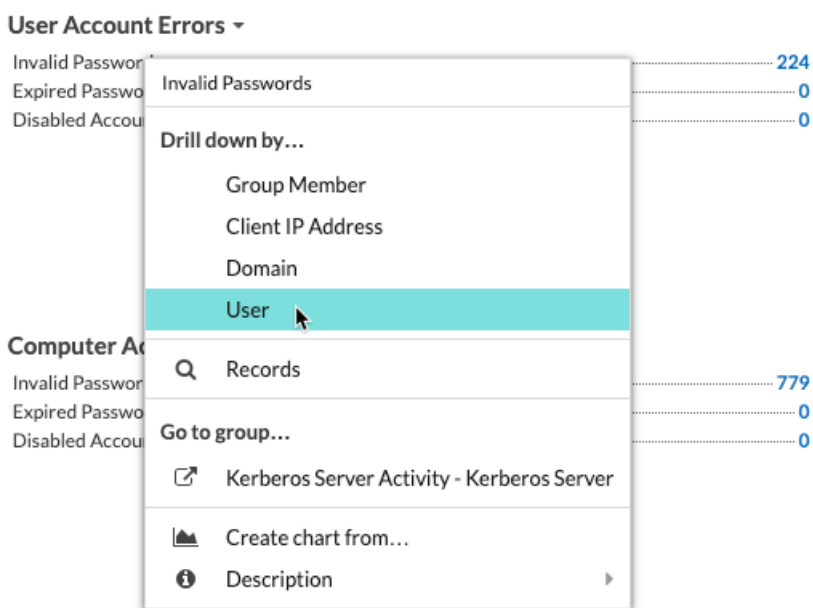 User Account Errors
Invalid Passwor 224
Expired Passwo 0
Disabled Accou 0
Invalid Passwords
Drill down by...
Group Member
Client IP Address
Domain
User
Computer Ac
Records
Invalid Passwor 779
Expired Passwo 0
Go to group...
Disabled Accou 0
Kerberos Server Activity - Kerberos Server
Create chart from...
Description